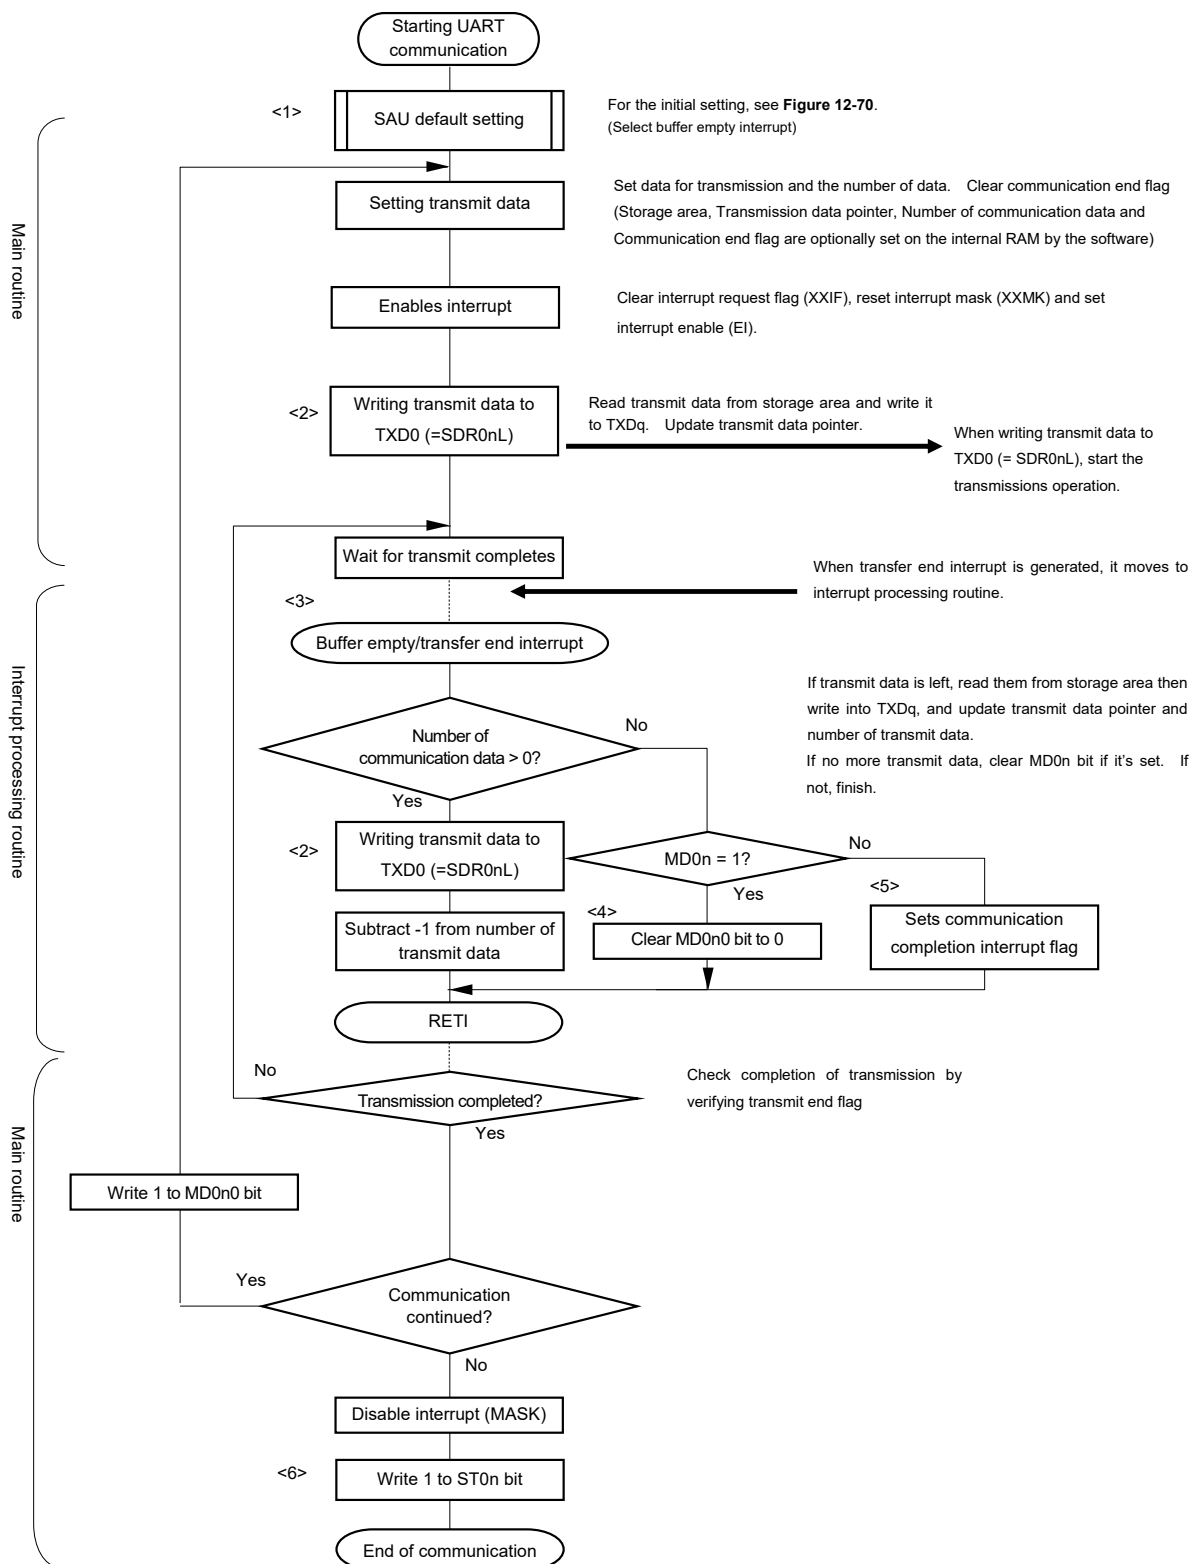 Starting UART
communication
<1>
SAU default setting
For the initial setting, see Figure 12-70.
(Select buffer empty interrupt)
Main routine
Setting transmit data
Set data for transmission and the number of data. Clear communication end flag
(Storage area, Transmission data pointer, Number of communication data and
Communication end flag are optionally set on the internal RAM by the software)
Enables interrupt
Clear interrupt request flag (XXIF), reset interrupt mask (XXMK) and set
interrupt enable (EI).
<2>
Writing transmit data to
TXD0 (=SDR0nL)
Read transmit data from storage area and write it
to TXDq. Update transmit data pointer.
When writing transmit data to
TXD0 (= SDR0nL), start the
transmissions operation.
Wait for transmit completes
When transfer end interrupt is generated, it moves to
interrupt processing routine.
<3>
Buffer empty/transfer end interrupt
Interrupt processing routine
If transmit data is left, read them from storage area then
write into TXDq, and update transmit data pointer and
number of transmit data.
If no more transmit data, clear MD0n bit if it's set. If
not, finish.
Number of
communication data > 0?
No
Yes
<2>
Writing transmit data to
TXD0 (=SDR0nL)
MD0n = 1?
No
Yes
<4>
<5>
Subtract -1 from number of
transmit data
Clear MD0n0 bit to 0
Sets communication
completion interrupt flag
RETI
No
Transmission completed?
Yes
Check completion of transmission by
verifying transmit end flag
Main routine
Write 1 to MD0n0 bit
Yes
Communication
continued?
No
Disable interrupt (MASK)
<6>
Write 1 to ST0n bit
End of communication